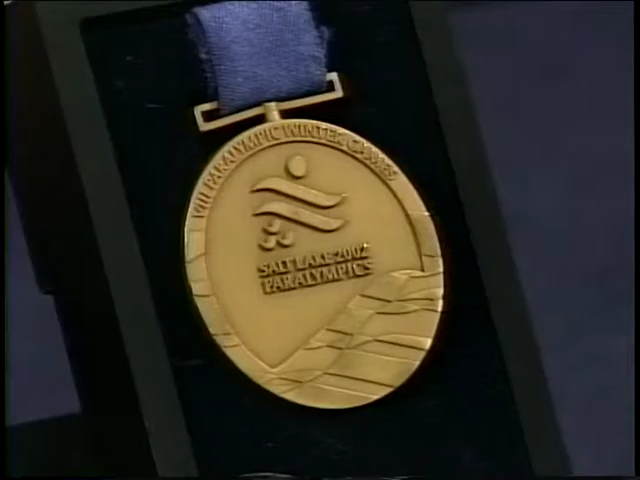 VIII PARALYMPIC WINTER GAMES
SALT LAKE 2002
PARALYMPICS